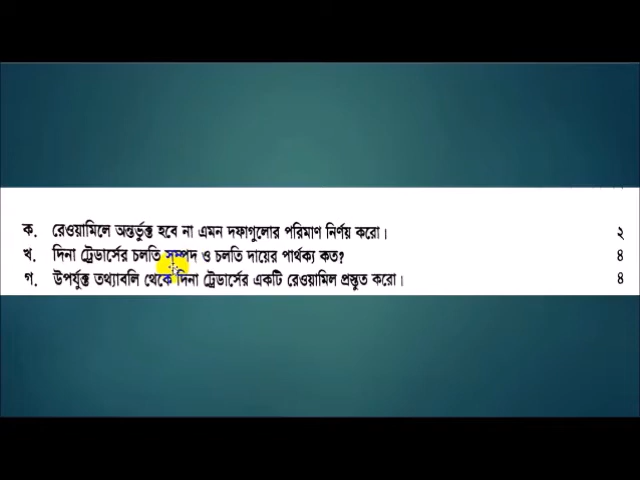 ক. রেওয়ামিলে অন্তর্ভুক্ত হবে না এমন দফাগুলোর পরিমাণ নির্ণয় করো। ২
খ. দিনা ট্রেডার্সের চলতি সম্পদ ও চলতি দায়ের পার্থক্য কত? ৪
গ. উপর্যুক্ত তথ্যাবলি থেকে দিনা ট্রেডার্সের একটি রেওয়ামিল প্রস্তুত করো। ৪